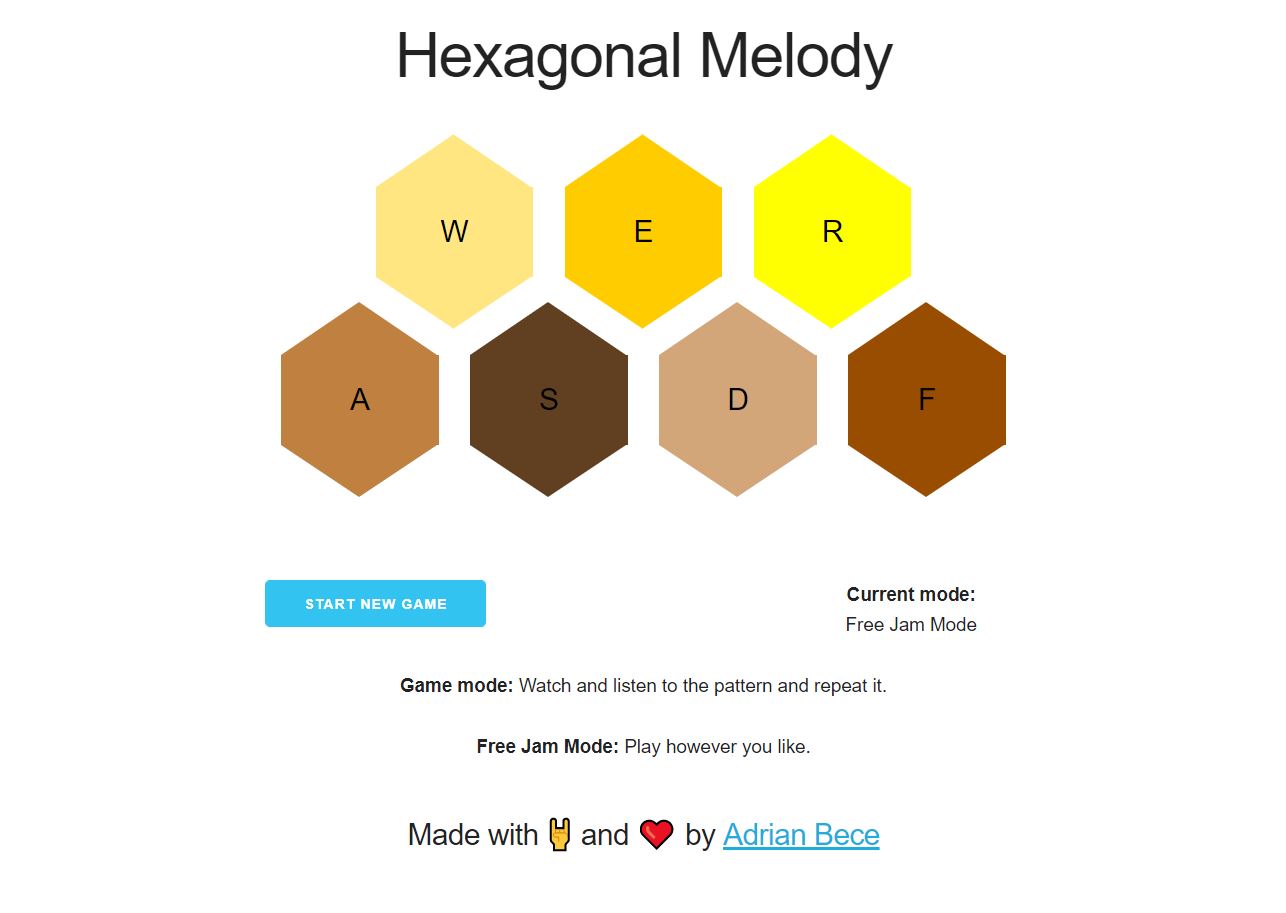 Hexagonal Melody
W E R
A S D F
START NEW GAME
Current mode:
Free Jam Mode
Game mode: Watch and listen to the pattern and repeat it.
Free Jam Mode: Play however you like.
Made with 🤘 and ❤️ by Adrian Bece